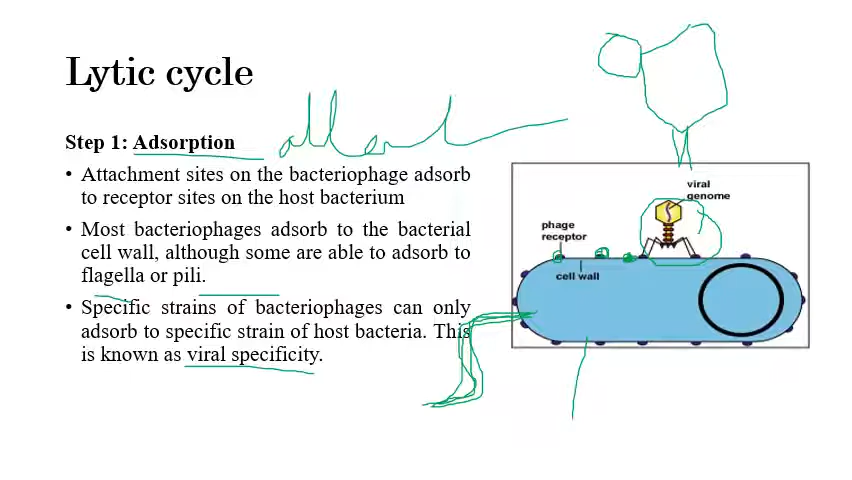 Lytic cycle
Step 1: Adsorption
• Attachment sites on the bacteriophage adsorb
to receptor sites on the host bacterium
• Most bacteriophages adsorb to the bacterial
cell wall, although some are able to adsorb to
flagella or pili.
• Specific strains of bacteriophages can only
adsorb to specific strain of host bacteria. This
is known as viral specificity.
viral
genome
phage
receptor
cell wall